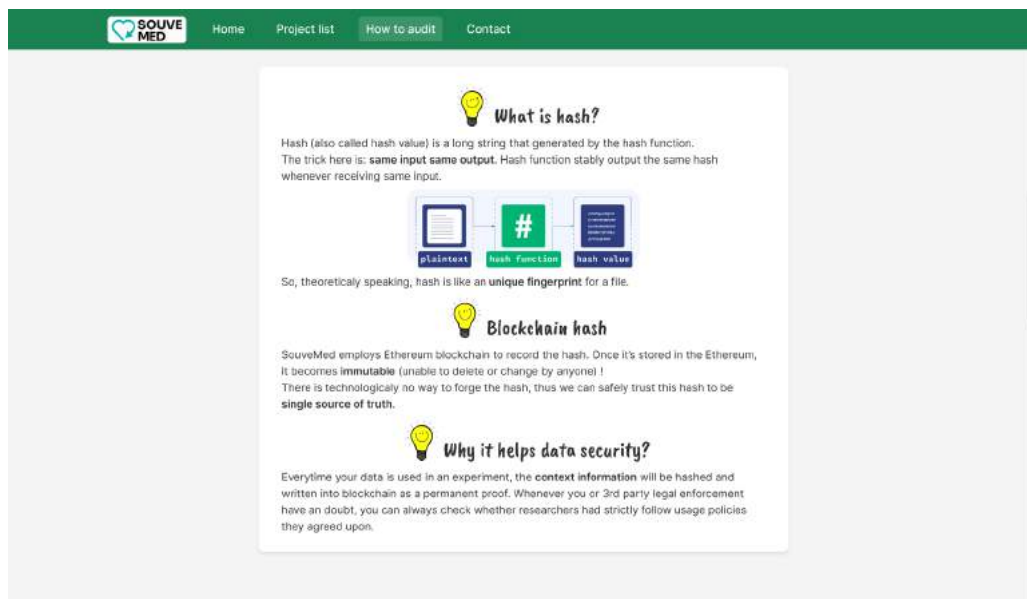 SOUVE
MED
Home
Project list
How to audit
Contact
What is hash?
Hash (also called hash value) is a long string that generated by the hash function.
The trick here is: same input same output. Hash function stably output the same hash
whenever receiving same input.
#
plaintext
hash function
hash value
So, theoreticaly speaking, hash is like an unique fingerprint for a file.
Blockchain hash
SouveMed employs Ethereum blockchain to record the hash. Once it's stored in the Ethereum,
it becomes immutable (unable to delete or change by anyone) !
There is technologicaly no way to forge the hash, thus we can safely trust this hash to be
single source of truth.
Why it helps data security?
Everytime your data is used in an experiment, the context information will be hashed and
written into blockchain as a permanent proof. Whenever you or 3rd party legal enforcement
have an doubt, you can always check whether researchers had strictly follow usage policies
they agreed upon.